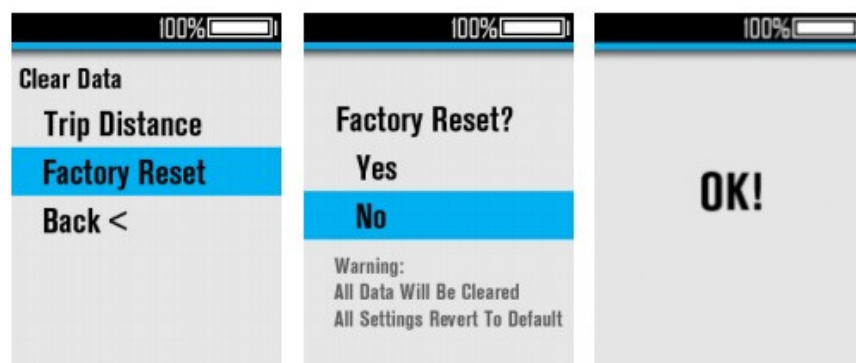 100%
Clear Data
Trip Distance
Factory Reset
Back <
100%
Factory Reset?
Yes
No
Warning:
All Data Will Be Cleared
All Settings Revert To Default
100%
OK!